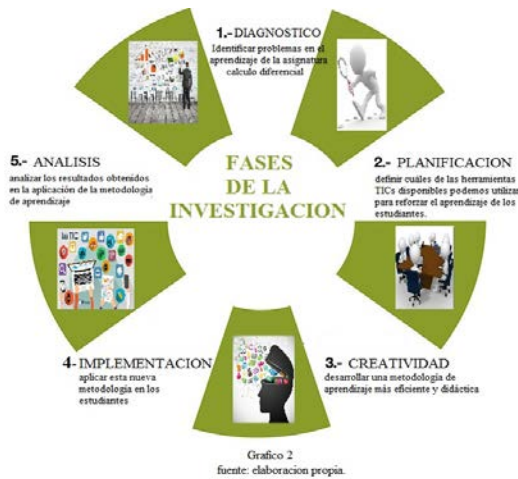 1.- DIAGNOSTICO
Identificar problemas en el
aprendizaje de la asignatura
calculo diferencial
FASES
DE LA
INVESTIGACION
2.- PLANIFICACION
definir cuáles de las herramientas
TICs disponibles podemos utilizar
para reforzar el aprendizaje de los
estudiantes.
3.- CREATIVIDAD
desarrollar una metodología de
aprendizaje más eficiente y didáctica
4- IMPLEMENTACION
aplicar esta nueva
metodología en los
estudiantes
5.- ANALISIS
analizar los resultados obtenidos
en la aplicación de la metodología
de aprendizaje
Grafico 2
fuente: elaboracion propia.